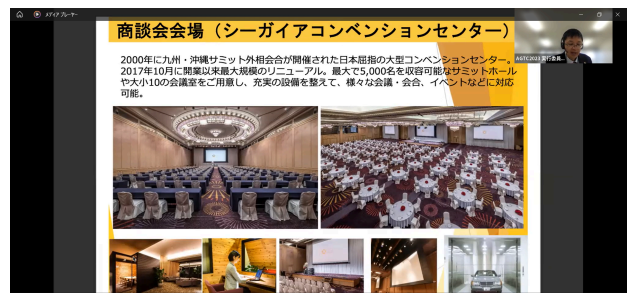 メディア プレーヤー
商談会会場（シーガイアコンベンションセンター）
AGTC2023 実行委員...
2000年に九州・沖縄サミット外相会合が開催された日本屈指の大型コンベンションセンター。
2017年10月に開業以来最大規模のリニューアル。最大で5,000名を収容可能なサミットホール
や大小10の会議室をご用意し、充実の設備を整えて、様々な会議・会合、イベントなどに対応
可能。